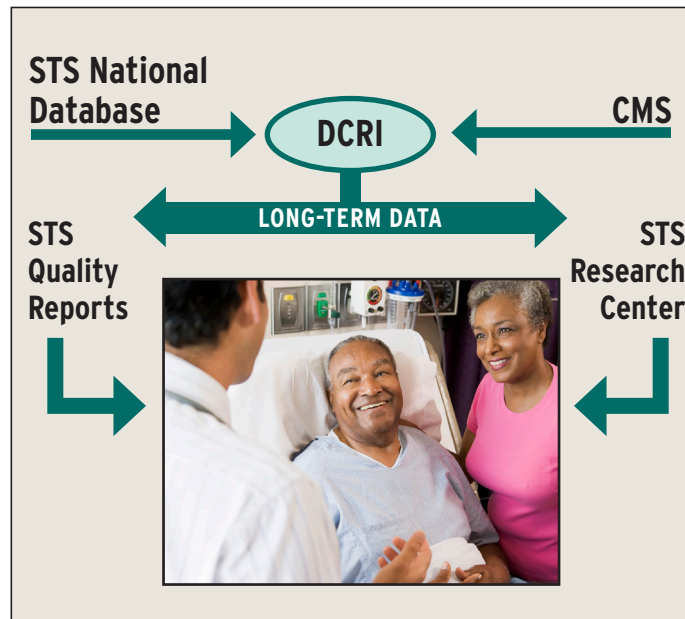 STS National
Database
DCRI
CMS
LONG-TERM DATA
STS
Quality
Reports
STS
Research
Center